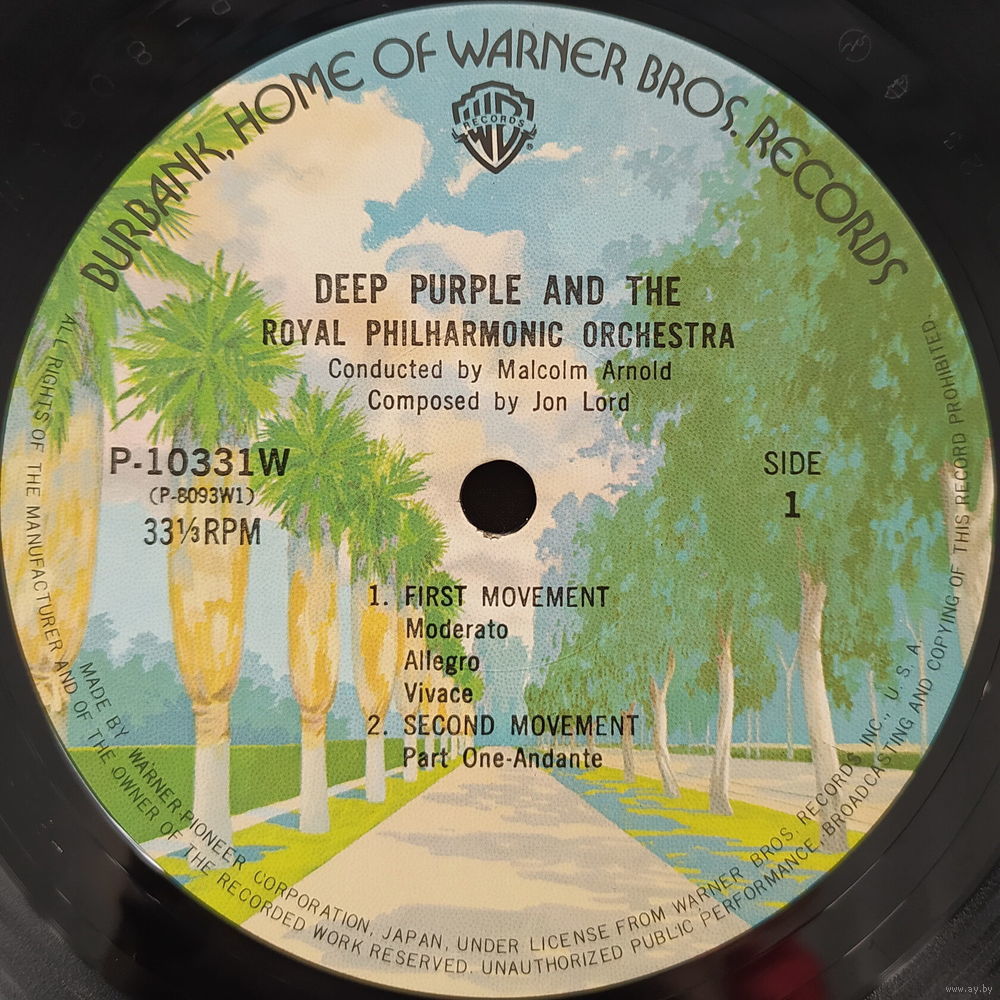 BURBANK, HOME OF WARNER BROS. RECORDS
WB
RECORDS
®
DEEP PURPLE AND THE
ROYAL PHILHARMONIC ORCHESTRA
Conducted by Malcolm Arnold
Composed by Jon Lord
P-10331W
(P-8093W1)
33⅓RPM
SIDE
1
1. FIRST MOVEMENT
Moderato
Allegro
Vivace
2. SECOND MOVEMENT
Part One-Andante
MADE BY WARNER-PIONEER CORPORATION, JAPAN, UNDER LICENSE FROM WARNER BROS. RECORDS INC., U.S.A.
ALL RIGHTS OF THE MANUFACTURER AND OF THE OWNER OF THE RECORDED WORK RESERVED. UNAUTHORIZED PUBLIC PERFORMANCE, BROADCASTING AND COPYING OF THIS RECORD PROHIBITED.
www.ay.by